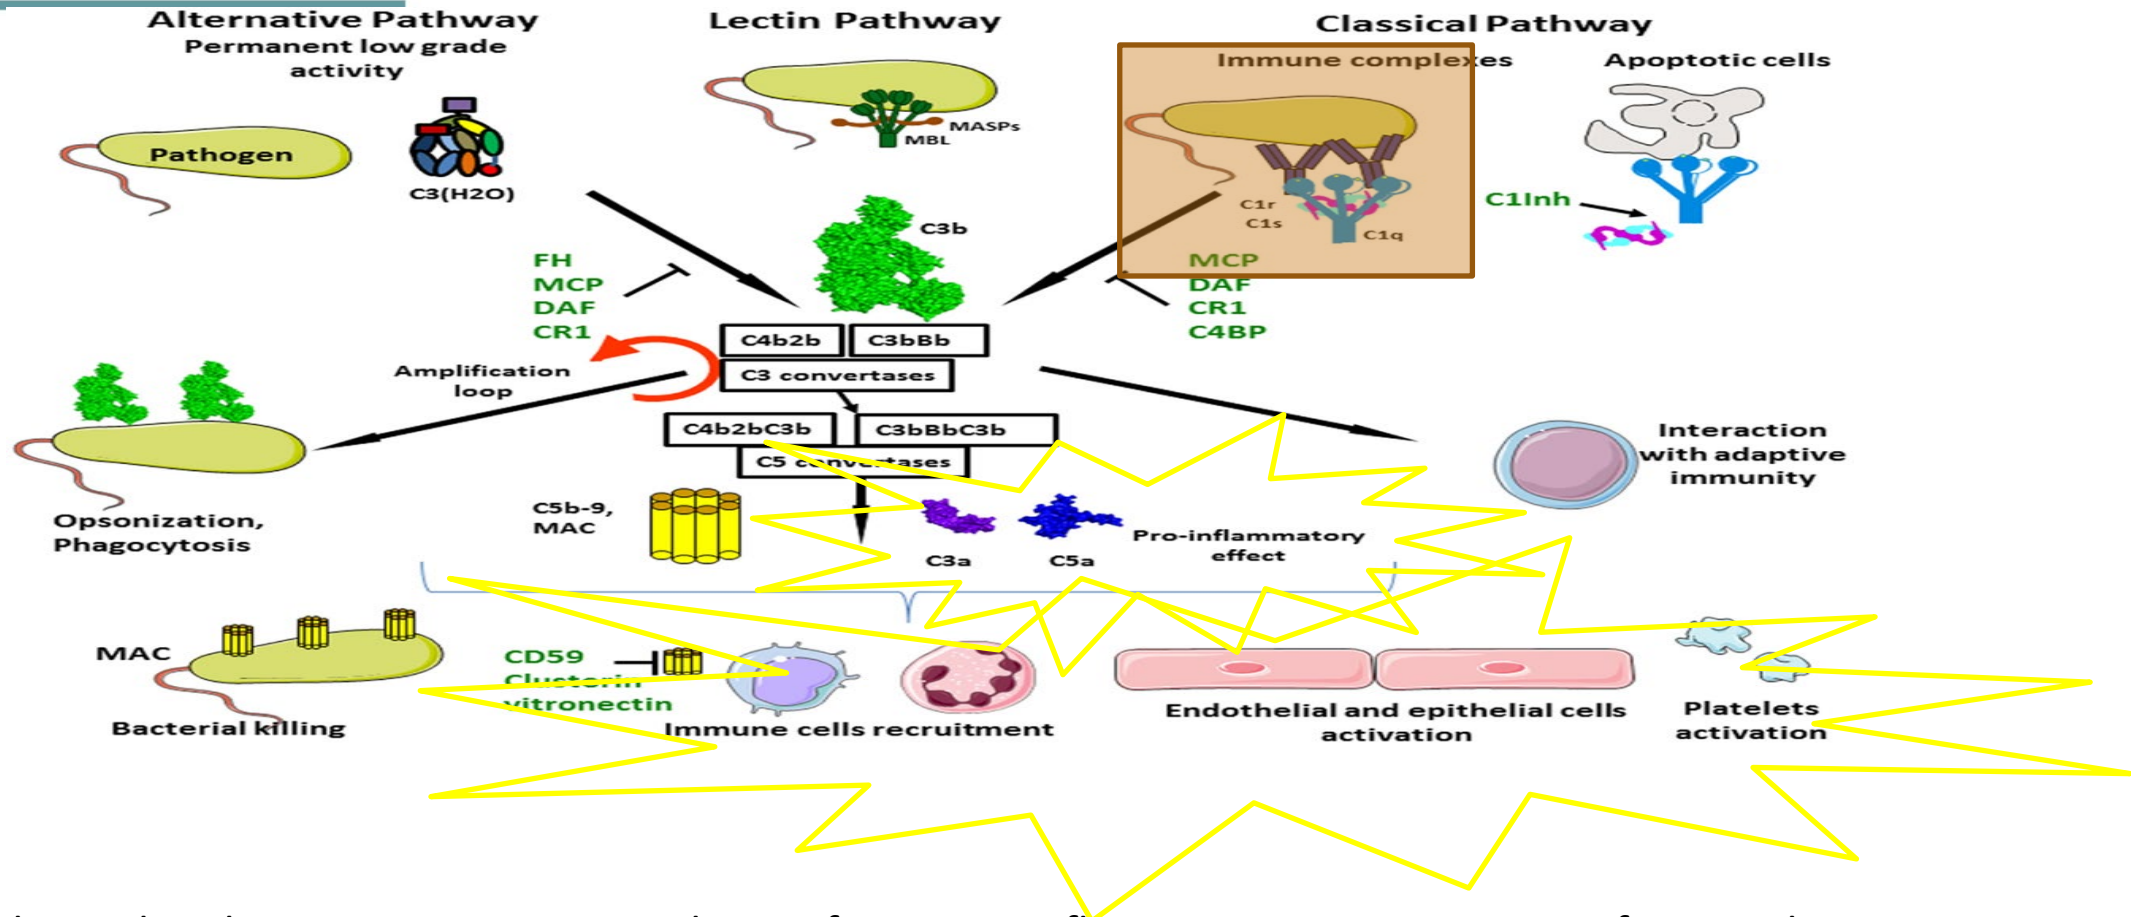 Alternative Pathway
Permanent low grade
activity
Pathogen
C3(H2O)
Lectin Pathway
MASPs
MBL
Classical Pathway
Immune complexes
Apoptotic cells
C1r
C1s
C1q
C1Inh
C3b
FH
MCP
DAF
CR1
MCP
DAF
CR1
C4BP
C4b2b
C3bBb
C3 convertases
Amplification
loop
C4b2bC3b
C3bBbC3b
C5 convertases
Opsonization,
Phagocytosis
C5b-9,
MAC
C3a
C5a
Pro-inflammatory
effect
Interaction
with adaptive
immunity
MAC
Bacterial killing
CD59
Clusterin
vitronectin
Immune cells recruitment
Endothelial and epithelial cells
activation
Platelets
activation